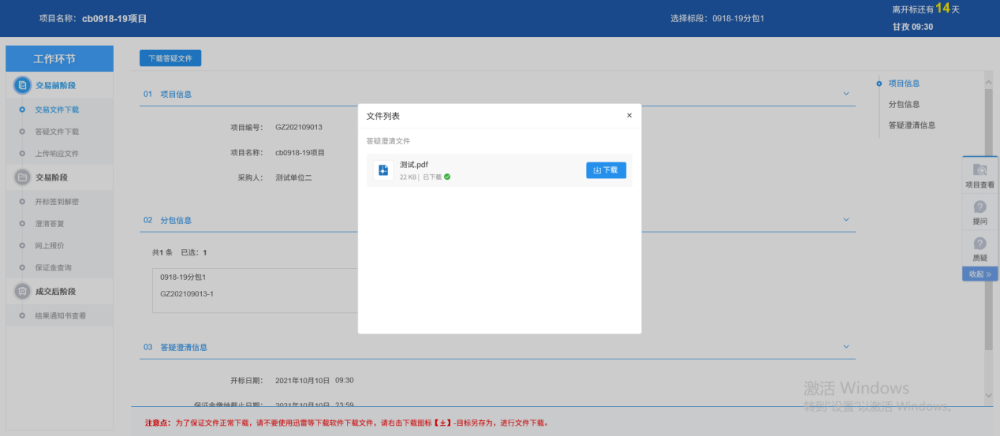 项目名称： cb0918-19项目
选择标段：0918-19分包1
离开标还有14天
甘孜 09:30
工作环节
交易前阶段
交易文件下载
答疑文件下载
上传响应文件
交易阶段
开标签到解密
澄清答复
网上报价
保证金查询
成交后阶段
结果通知书查看
下载答疑文件
01 项目信息
项目编号： GZ202109013
项目名称： cb0918-19项目
采购人： 测试单位二
02 分包信息
共1 条 已选：1
0918-19分包1
GZ202109013-1
03 答疑澄清信息
开标日期： 2021年10月10日 09:30
保证金缴纳截止日期： 2021年10月10日 23:59
注意点：为了保证文件正常下载，请不要使用迅雷等下载软件下载文件，请右击下载图标【】-目标另存为，进行文件下载。
文件列表
×
答疑澄清文件
测试.pdf
22 KB | 已下载
下载
项目信息
分包信息
答疑澄清信息
项目查看
提问
质疑
收起 »
激活 Windows
转到"设置"以激活 Windows。